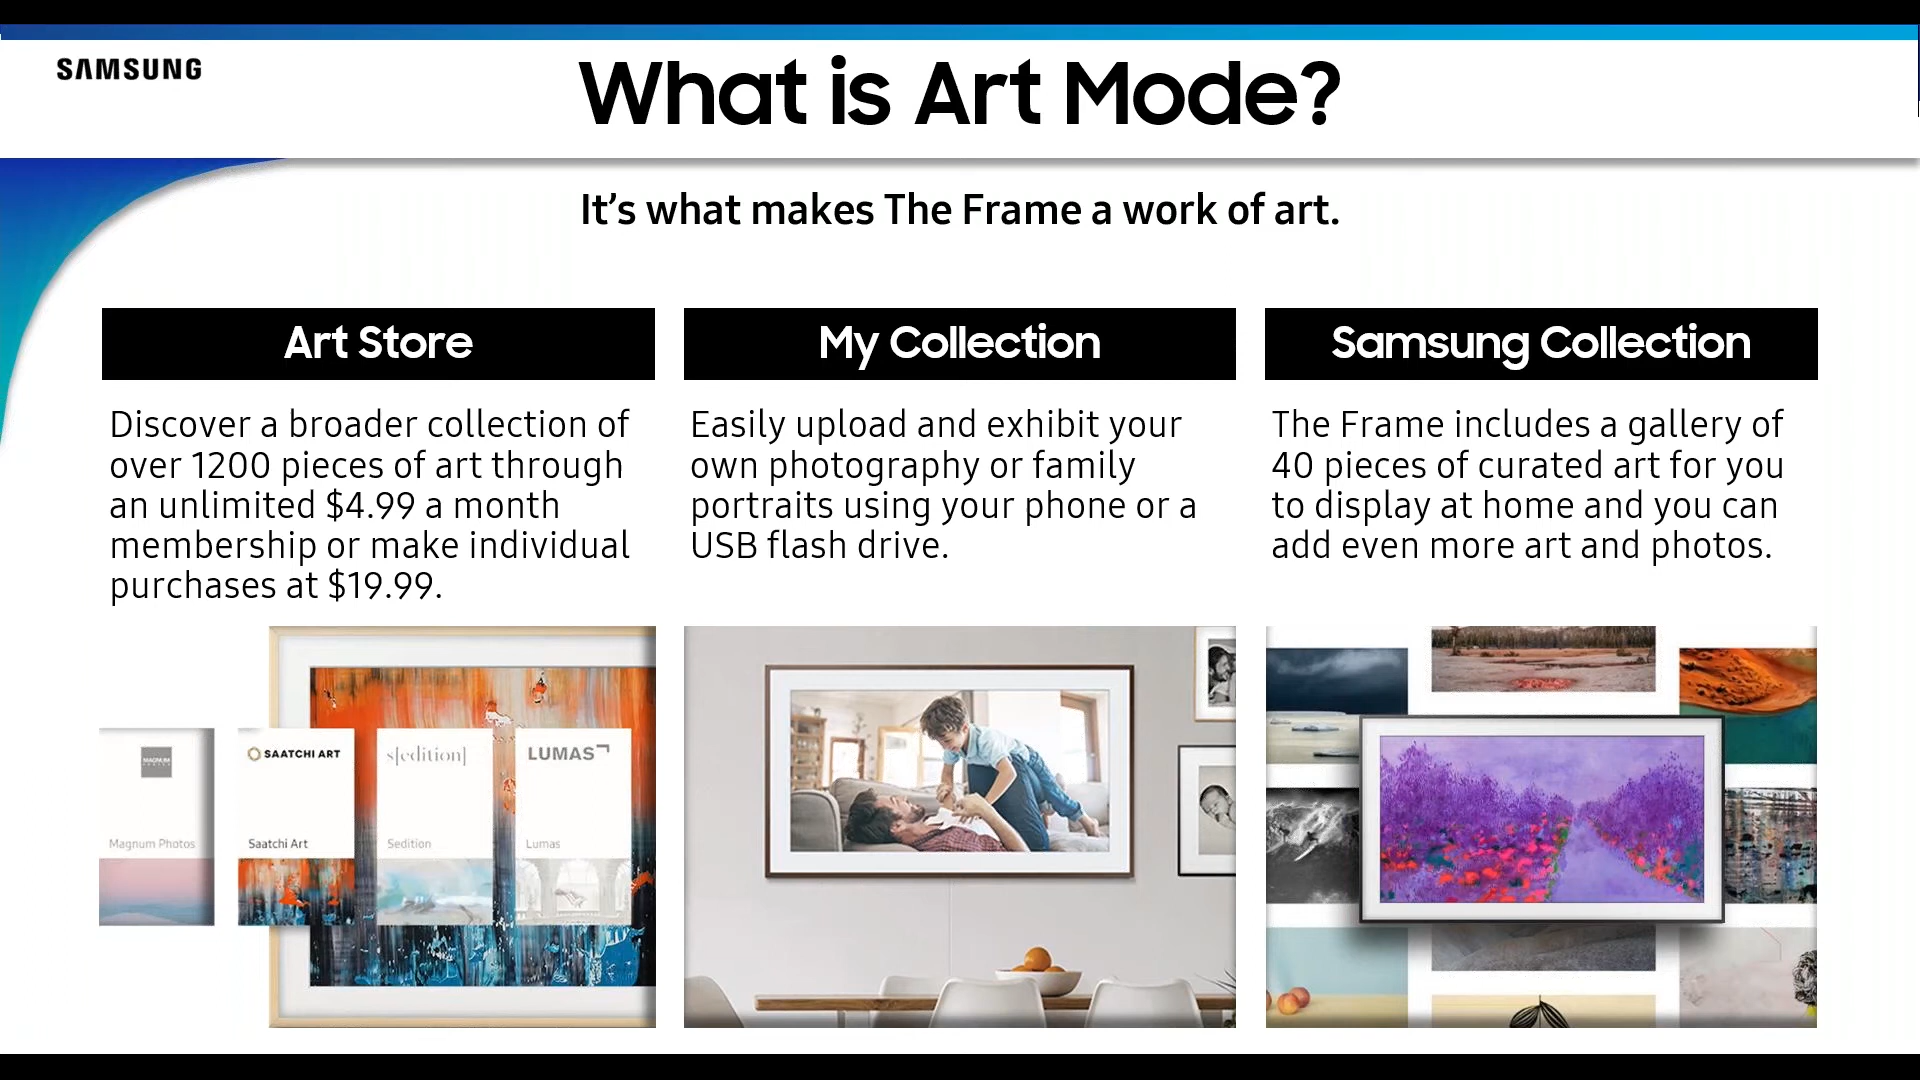 SAMSUNG
What is Art Mode?
It’s what makes The Frame a work of art.
Art Store
Discover a broader collection of
over 1200 pieces of art through
an unlimited $4.99 a month
membership or make individual
purchases at $19.99.
MAGNUM
PHOTOS
Magnum Photos
SAATCHI ART
Saatchi Art
s[edition]
Sedition
LUMAS
Lumas
My Collection
Easily upload and exhibit your
own photography or family
portraits using your phone or a
USB flash drive.
Samsung Collection
The Frame includes a gallery of
40 pieces of curated art for you
to display at home and you can
add even more art and photos.